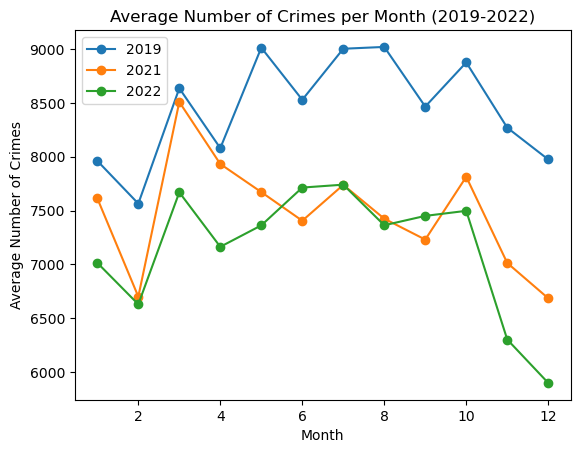 Average Number of Crimes per Month (2019-2022)
2019
2021
2022
9000
8500
8000
7500
7000
6500
6000
Average Number of Crimes
2 4 6 8 10 12
Month